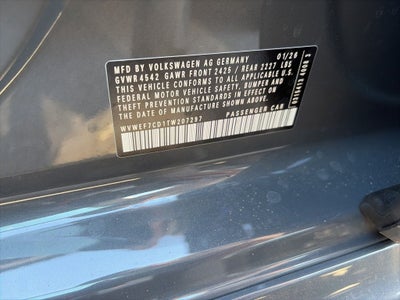 MFD BY VOLKSWAGEN AG GERMANY 01/26
GVWR 4542 GAWR FRONT 2425 / REAR 2227 LBS
THIS VEHICLE CONFORMS TO ALL APPLICABLE U.S.
FEDERAL MOTOR VEHICLE SAFETY, BUMPER AND
THEFT PREVENTION STANDARDS IN EFFECT ON THE
DATE OF MANUFACTURE SHOWN ABOVE.
WVWEF7CD1TW207297 PASSENGER CAR